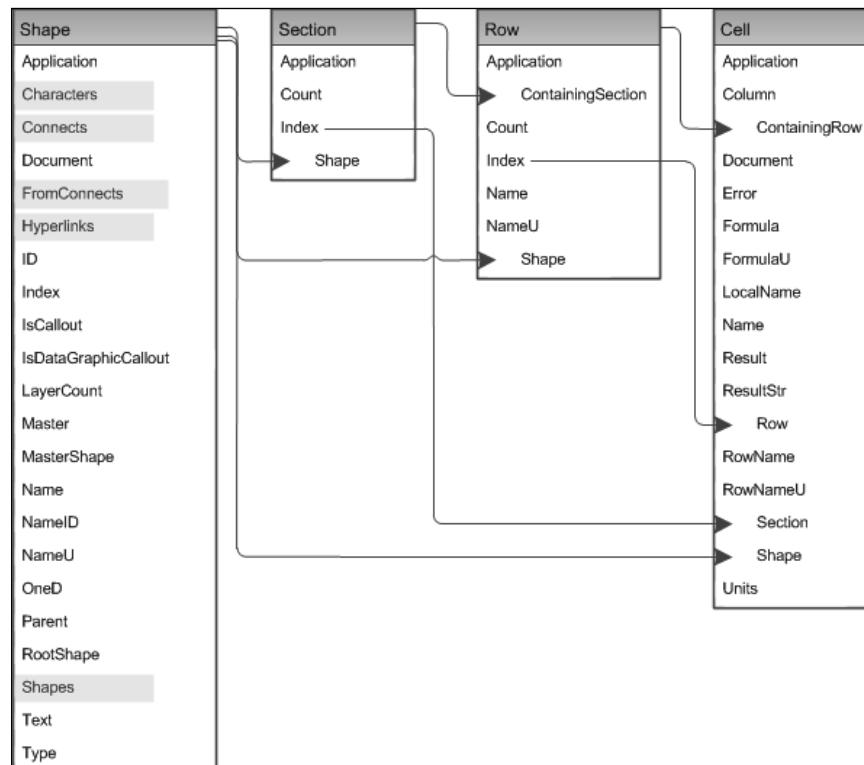 Shape
Application
Characters
Connects
Document
FromConnects
Hyperlinks
ID
Index
IsCallout
IsDataGraphicCallout
LayerCount
Master
MasterShape
Name
NameID
NameU
OneD
Parent
RootShape
Shapes
Text
Type
Section
Application
Count
Index
Shape
Row
Application
ContainingSection
Count
Index
Name
NameU
Shape
Cell
Application
Column
ContainingRow
Document
Error
Formula
FormulaU
LocalName
Name
Result
ResultStr
Row
RowName
RowNameU
Section
Shape
Units